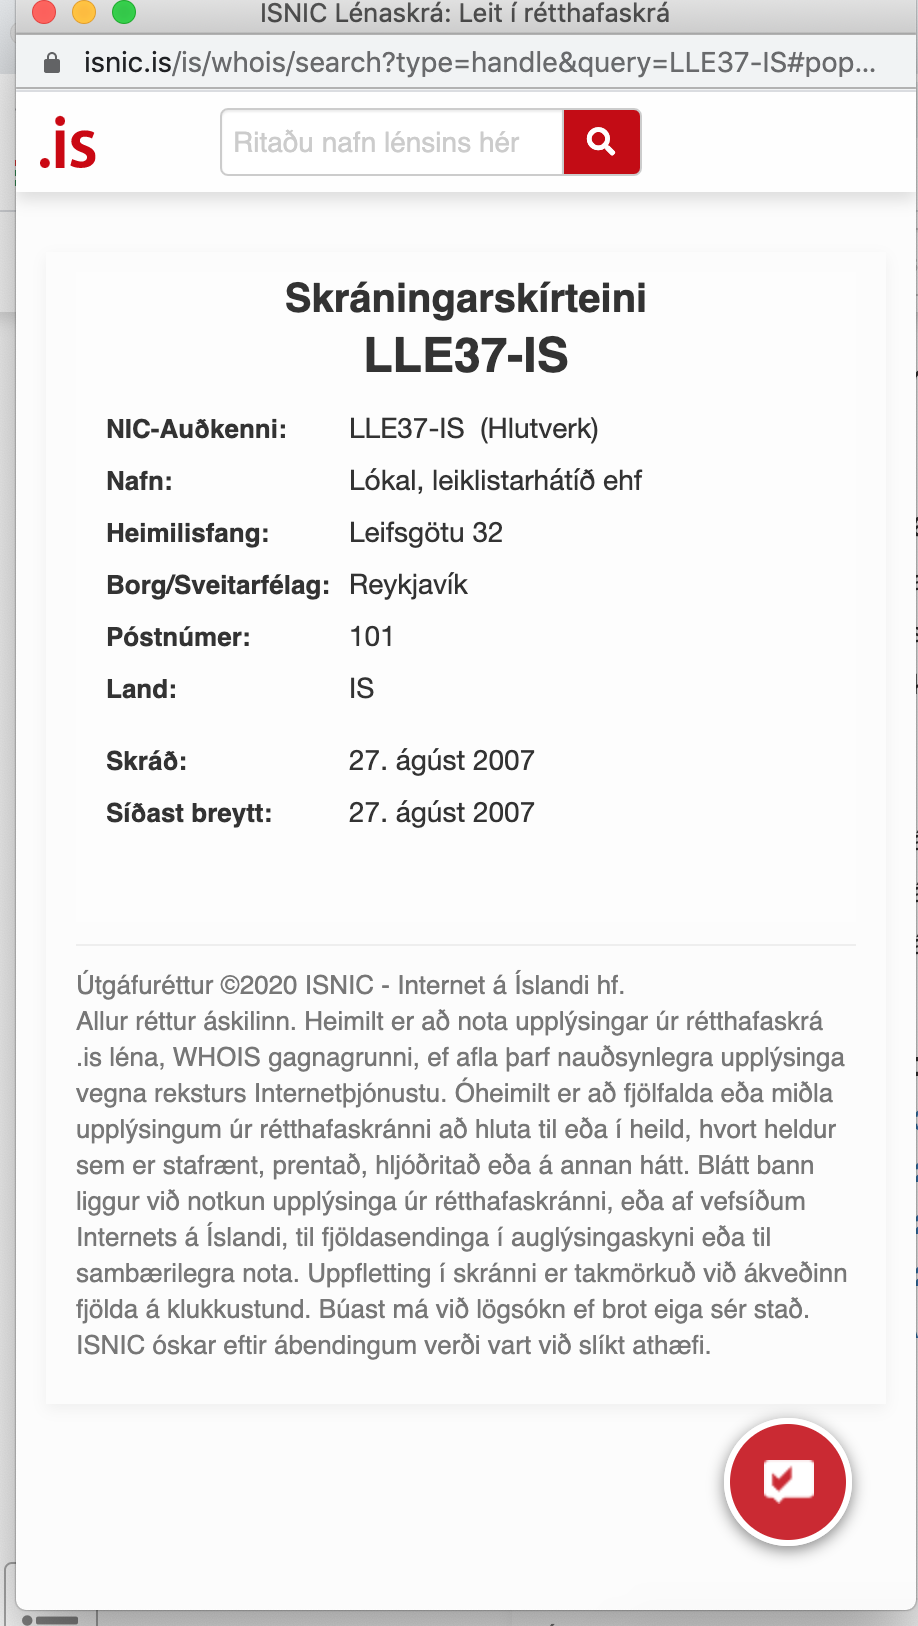 ISNIC Lénaskrá: Leit í rétthafaskrá
isnic.is/is/whois/search?type=handle&query=LLE37-IS#pop...
.is
Ritaðu nafn lénsins hér
Skráningarskírteini
LLE37-IS
NIC-Auðkenni: LLE37-IS (Hlutverk)
Nafn: Lókal, leiklistarhátíð ehf
Heimilisfang: Leifsgötu 32
Borg/Sveitarfélag: Reykjavík
Póstnúmer: 101
Land: IS
Skráð: 27. ágúst 2007
Síðast breytt: 27. ágúst 2007
Útgáfuréttur ©2020 ISNIC - Internet á Íslandi hf.
Allur réttur áskilinn. Heimilt er að nota upplýsingar úr rétthafaskrá
.is léna, WHOIS gagnagrunni, ef afla þarf nauðsynlegra upplýsinga
vegna reksturs Internetþjónustu. Óheimilt er að fjölfalda eða miðla
upplýsingum úr rétthafaskránni að hluta til eða í heild, hvort heldur
sem er stafrænt, prentað, hljóðritað eða á annan hátt. Blátt bann
liggur við notkun upplýsinga úr rétthafaskránni, eða af vefsíðum
Internets á Íslandi, til fjöldasendinga í auglýsingaskyni eða til
sambærilegra nota. Uppfletting í skránni er takmörkuð við ákveðinn
fjölda á klukkustund. Búast má við lögsókn ef brot eiga sér stað.
ISNIC óskar eftir ábendingum verði vart við slíkt athæfi.